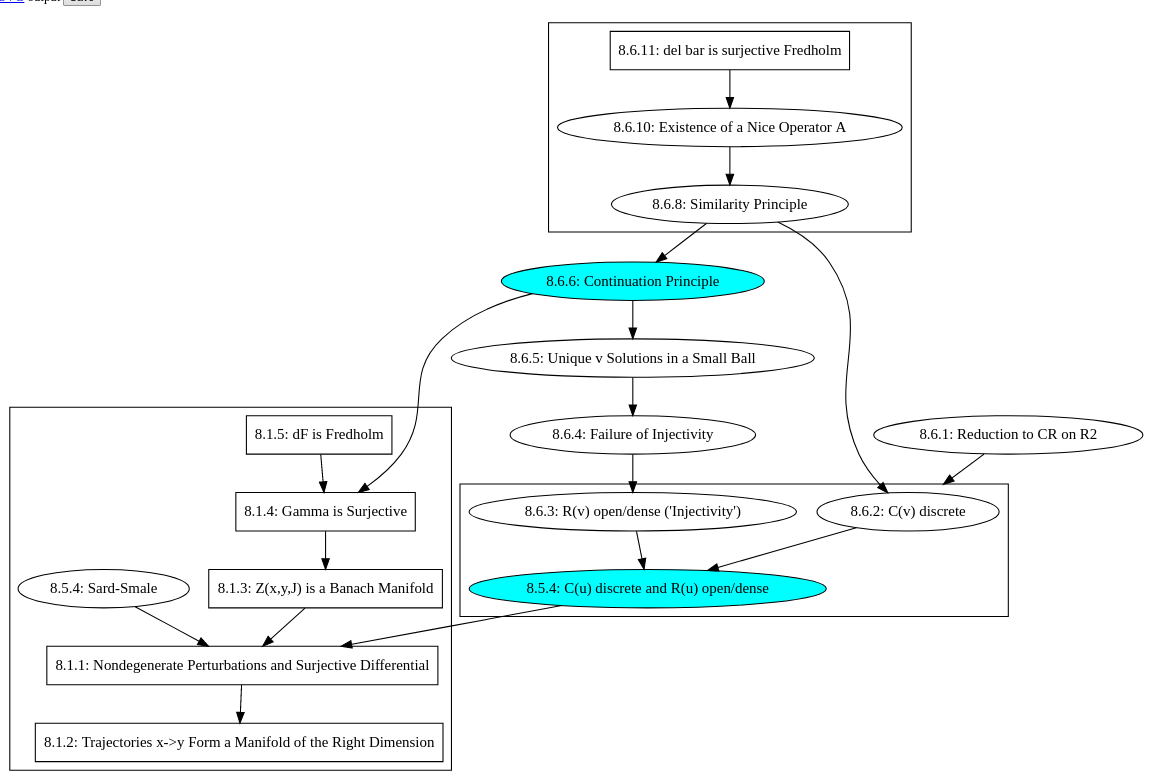 output
8.6.11: del bar is surjective Fredholm
8.6.10: Existence of a Nice Operator A
8.6.8: Similarity Principle
8.6.6: Continuation Principle
8.6.5: Unique v Solutions in a Small Ball
8.1.5: dF is Fredholm
8.6.4: Failure of Injectivity
8.6.1: Reduction to CR on R2
8.1.4: Gamma is Surjective
8.6.3: R(v) open/dense ('Injectivity')
8.6.2: C(v) discrete
8.5.4: Sard-Smale
8.1.3: Z(x,y,J) is a Banach Manifold
8.5.4: C(u) discrete and R(u) open/dense
8.1.1: Nondegenerate Perturbations and Surjective Differential
8.1.2: Trajectories x->y Form a Manifold of the Right Dimension